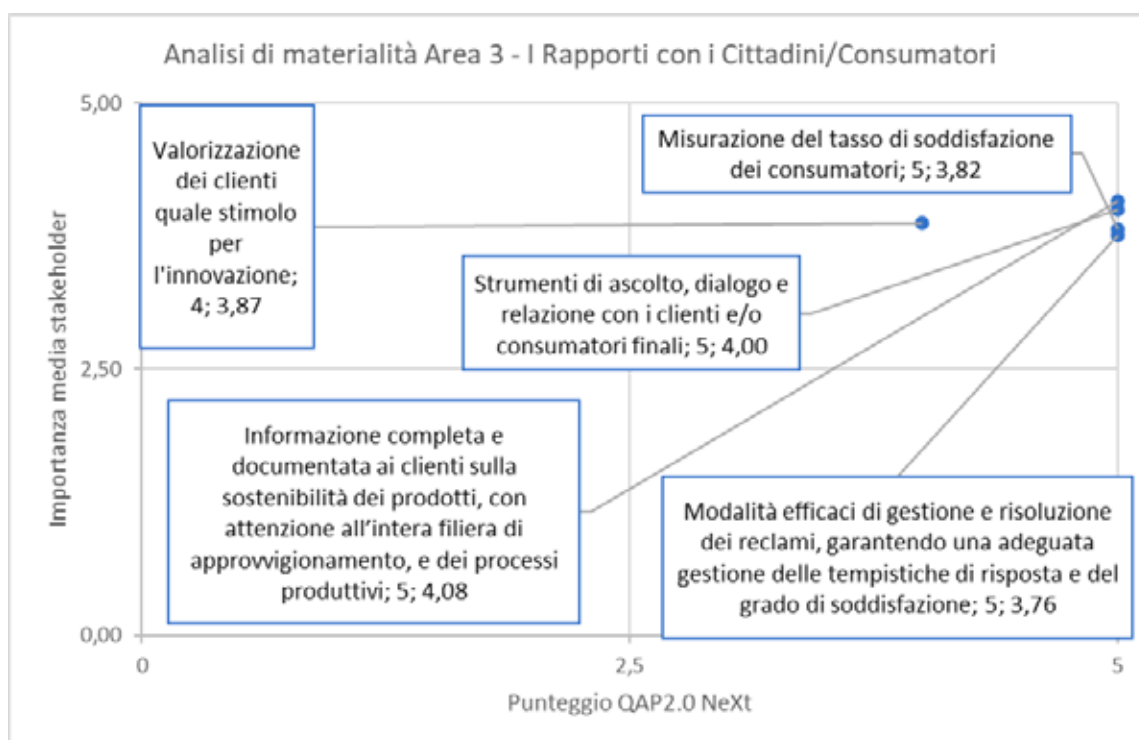 Analisi di materialità Area 3 - I Rapporti con i Cittadini/Consumatori
Importanza media stakeholder
5,00
2,50
0,00
Valorizzazione
dei clienti
quale stimolo
per
l'innovazione;
4; 3,87
Misurazione del tasso di soddisfazione
dei consumatori; 5; 3,82
Strumenti di ascolto, dialogo e
relazione con i clienti e/o
consumatori finali; 5; 4,00
Informazione completa e
documentata ai clienti sulla
sostenibilità dei prodotti, con
attenzione all’intera filiera di
approvvigionamento, e dei processi
produttivi; 5; 4,08
Modalità efficaci di gestione e risoluzione
dei reclami, garantendo una adeguata
gestione delle tempistiche di risposta e del
grado di soddisfazione; 5; 3,76
0
2,5
5
Punteggio QAP2.0 NeXt